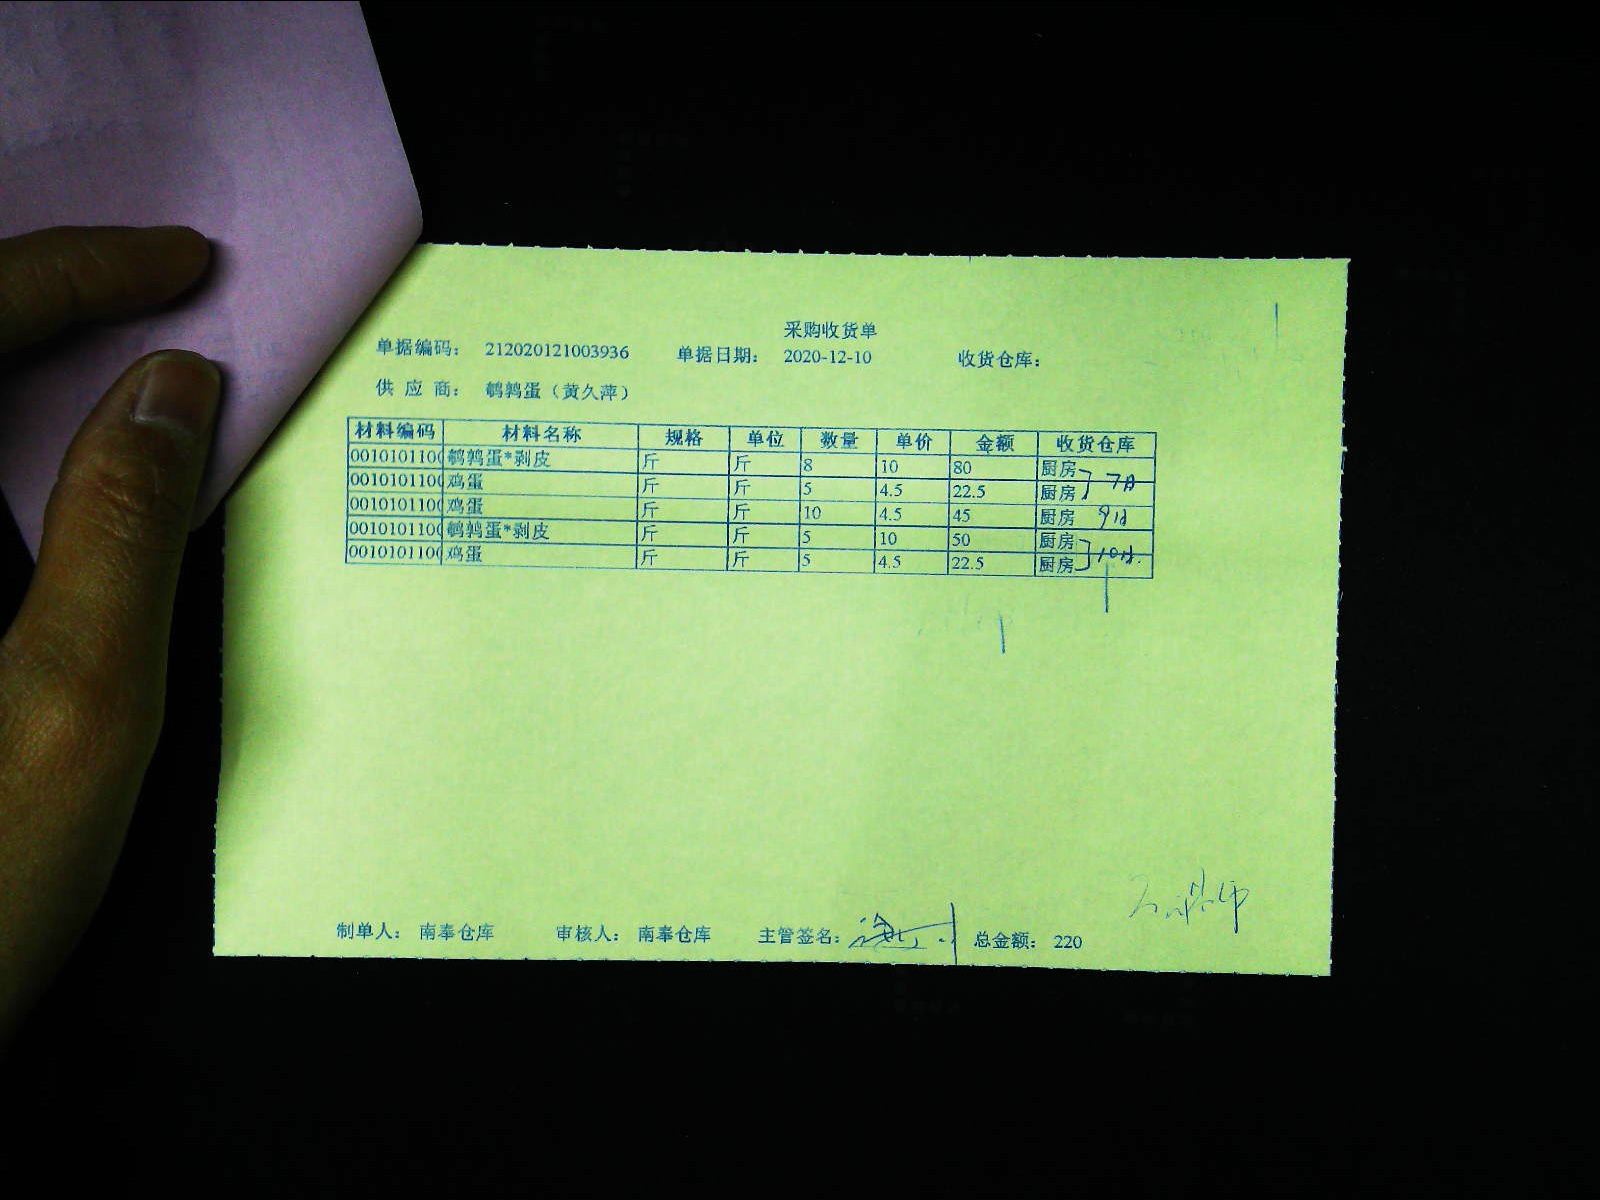 采购收货单
单据编码： 212020121003936 单据日期： 2020-12-10 收货仓库：
供 应 商： 鹌鹑蛋（黄久萍）
材料编码 材料名称 规格 单位 数量 单价 金额 收货仓库
0010101100 鹌鹑蛋*剥皮 斤 斤 8 10 80 厨房
0010101100 鸡蛋 斤 斤 5 4.5 22.5 厨房 7日
0010101100 鸡蛋 斤 斤 10 4.5 45 厨房 9日
0010101100 鹌鹑蛋*剥皮 斤 斤 5 10 50 厨房
0010101100 鸡蛋 斤 斤 5 4.5 22.5 厨房 10日.
制单人： 南奉仓库 审核人： 南奉仓库 主管签名： 总金额： 220